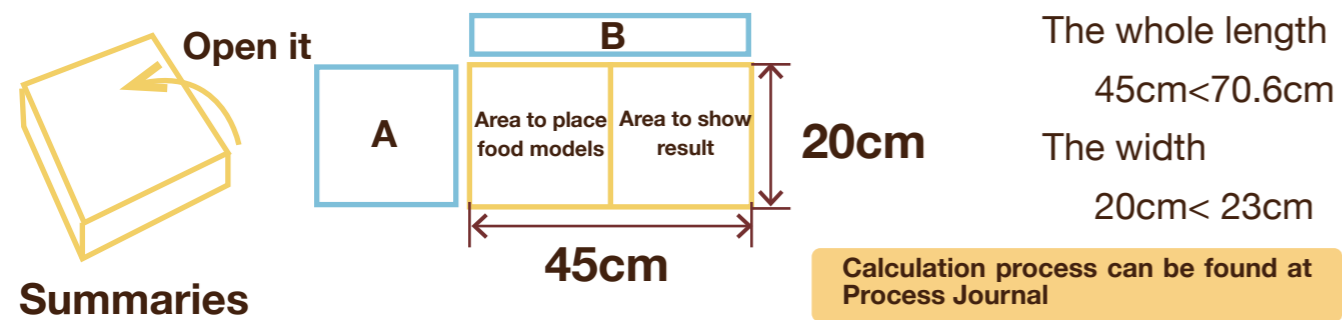 Open it
A
B
Area to place
food models
Area to show
result
20cm
45cm
The whole length
45cm<70.6cm
The width
20cm< 23cm
Calculation process can be found at
Process Journal
Summaries